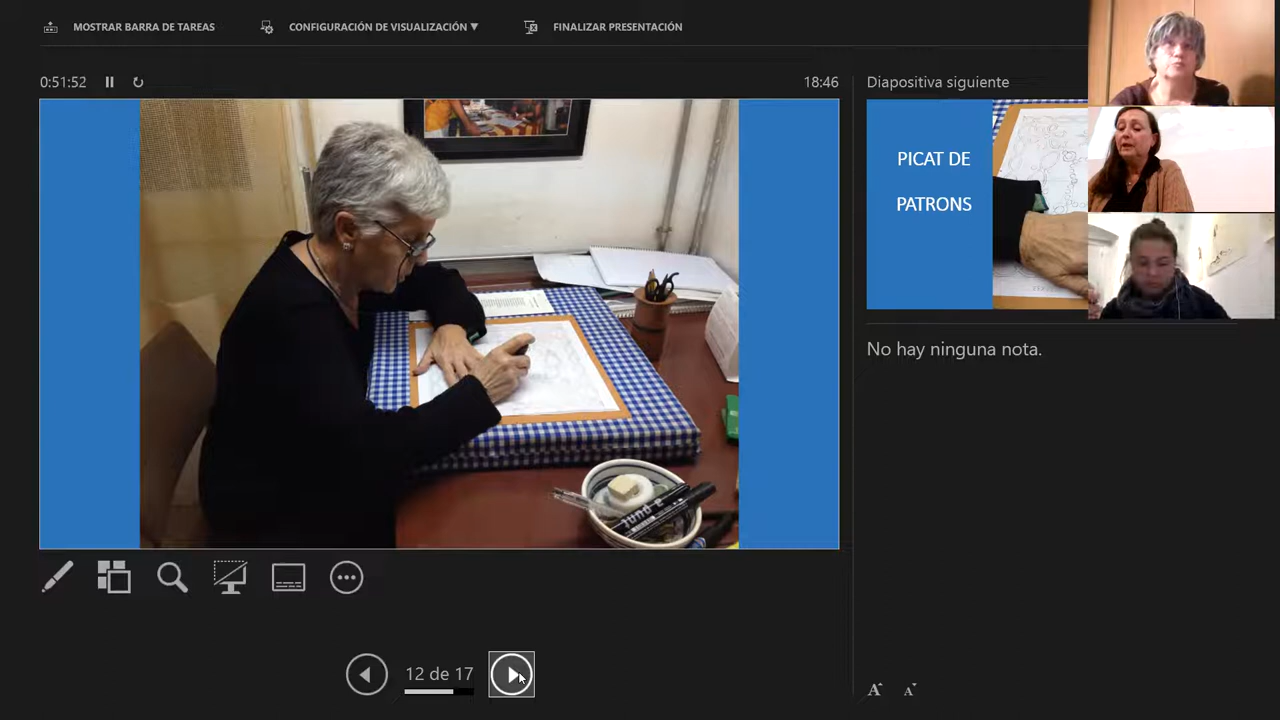 MOSTRAR BARRA DE TAREAS
CONFIGURACIÓN DE VISUALIZACIÓN ▼
FINALIZAR PRESENTACIÓN
0:51:52
18:46
Diapositiva siguiente
PICAT DE
PATRONS
No hay ninguna nota.
12 de 17
A
A